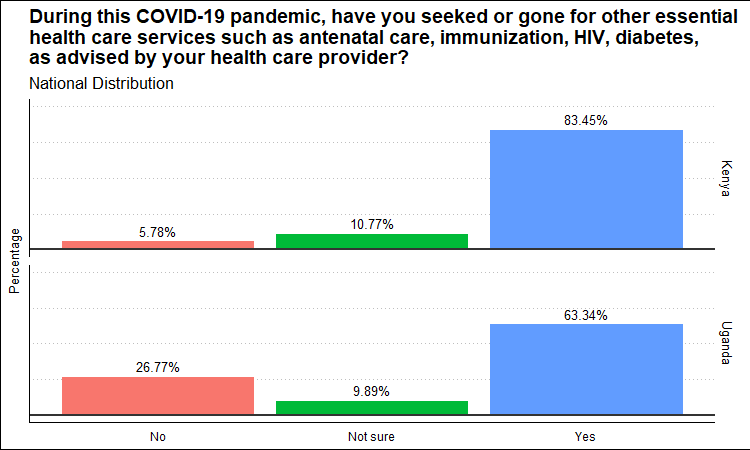 During this COVID-19 pandemic, have you seeked or gone for other essential
health care services such as antenatal care, immunization, HIV, diabetes,
as advised by your health care provider?
National Distribution
Percentage
5.78%
10.77%
83.45%
Kenya
26.77%
9.89%
63.34%
Uganda
No
Not sure
Yes